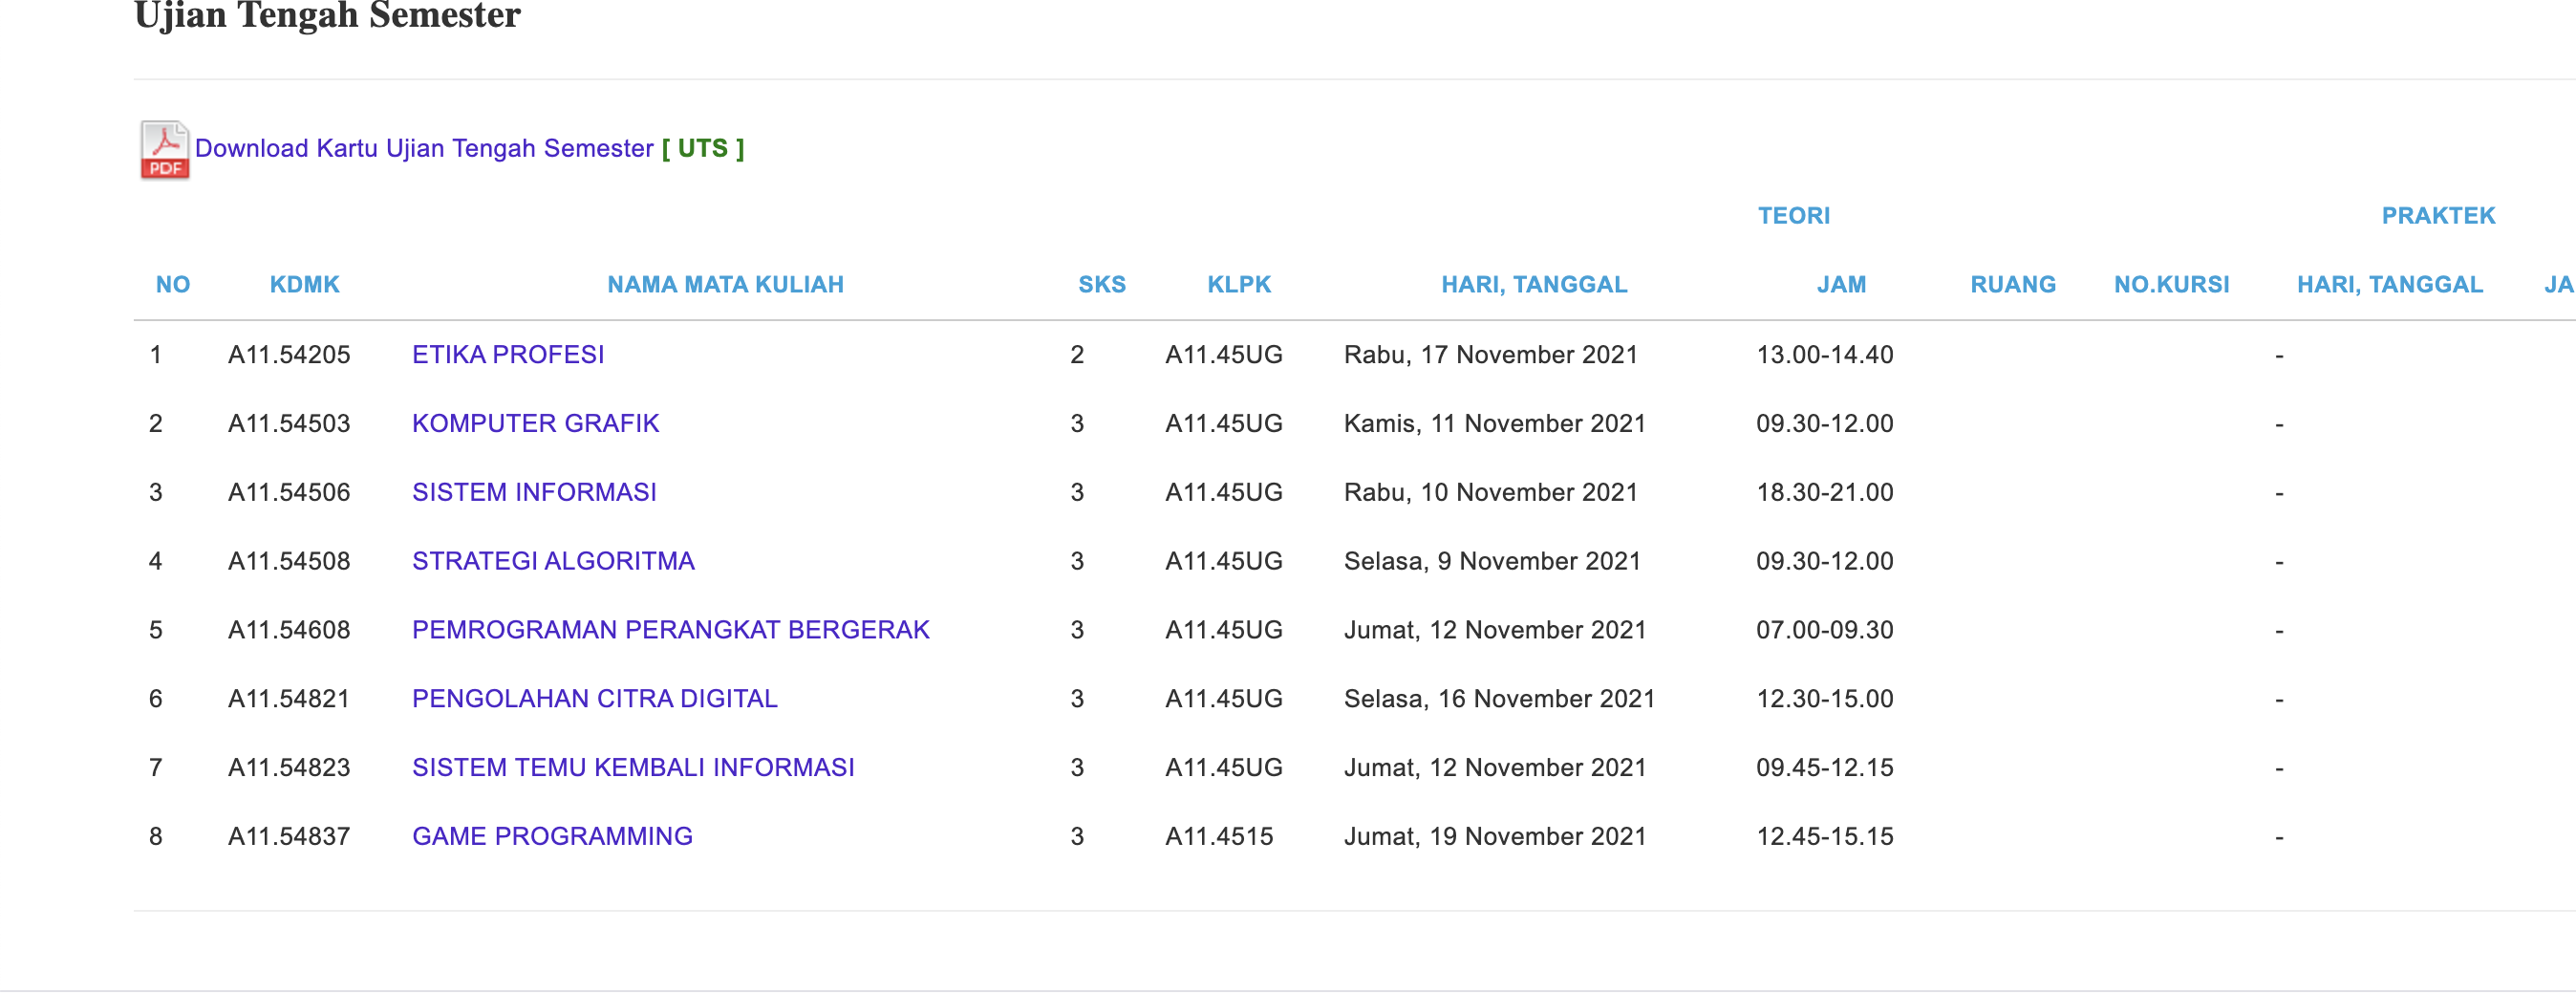 Ujian Tengah Semester
PDF Download Kartu Ujian Tengah Semester [ UTS ]
TEORI PRAKTEK
NO KDMK NAMA MATA KULIAH SKS KLPK HARI, TANGGAL JAM RUANG NO.KURSI HARI, TANGGAL JA
1 A11.54205 ETIKA PROFESI 2 A11.45UG Rabu, 17 November 2021 13.00-14.40 -
2 A11.54503 KOMPUTER GRAFIK 3 A11.45UG Kamis, 11 November 2021 09.30-12.00 -
3 A11.54506 SISTEM INFORMASI 3 A11.45UG Rabu, 10 November 2021 18.30-21.00 -
4 A11.54508 STRATEGI ALGORITMA 3 A11.45UG Selasa, 9 November 2021 09.30-12.00 -
5 A11.54608 PEMROGRAMAN PERANGKAT BERGERAK 3 A11.45UG Jumat, 12 November 2021 07.00-09.30 -
6 A11.54821 PENGOLAHAN CITRA DIGITAL 3 A11.45UG Selasa, 16 November 2021 12.30-15.00 -
7 A11.54823 SISTEM TEMU KEMBALI INFORMASI 3 A11.45UG Jumat, 12 November 2021 09.45-12.15 -
8 A11.54837 GAME PROGRAMMING 3 A11.4515 Jumat, 19 November 2021 12.45-15.15 -